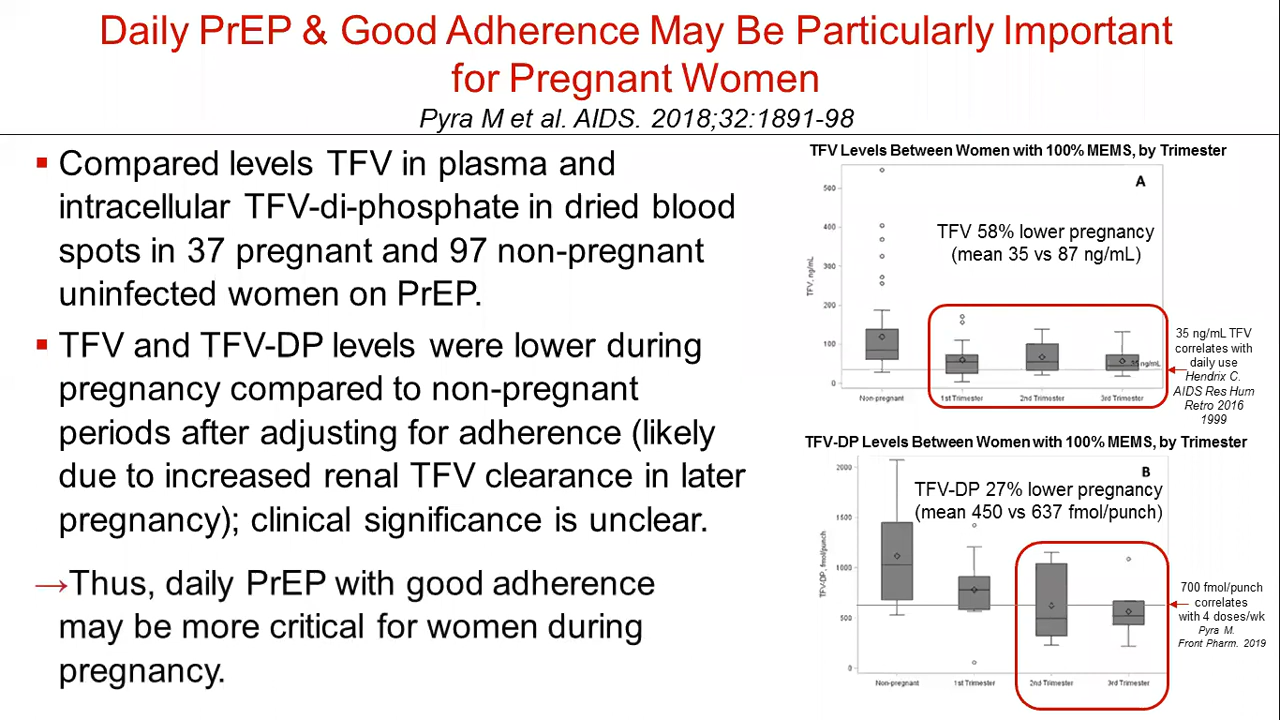 Daily PrEP & Good Adherence May Be Particularly Important
for Pregnant Women
Pyra M et al. AIDS. 2018;32:1891-98
Compared levels TFV in plasma and
intracellular TFV-di-phosphate in dried blood
spots in 37 pregnant and 97 non-pregnant
uninfected women on PrEP.
TFV and TFV-DP levels were lower during
pregnancy compared to non-pregnant
periods after adjusting for adherence (likely
due to increased renal TFV clearance in later
pregnancy); clinical significance is unclear.
→Thus, daily PrEP with good adherence
may be more critical for women during
pregnancy.
TFV Levels Between Women with 100% MEMS, by Trimester
A
TFV 58% lower pregnancy
(mean 35 vs 87 ng/mL)
TFV, ng/mL
500
400
300
200
100
0
35 ng/mL
Non-pregnant
1st Trimester
2nd Trimester
3rd Trimester
35 ng/mL TFV
correlates with
daily use
Hendrix C.
AIDS Res Hum
Retro 2016
1999
TFV-DP Levels Between Women with 100% MEMS, by Trimester
B
TFV-DP 27% lower pregnancy
(mean 450 vs 637 fmol/punch)
TFV-DP, fmol/punch
2000
1500
1000
500
0
Non-pregnant
1st Trimester
2nd Trimester
3rd Trimester
700 fmol/punch
correlates
with 4 doses/wk
Pyra M.
Front Pharm. 2019